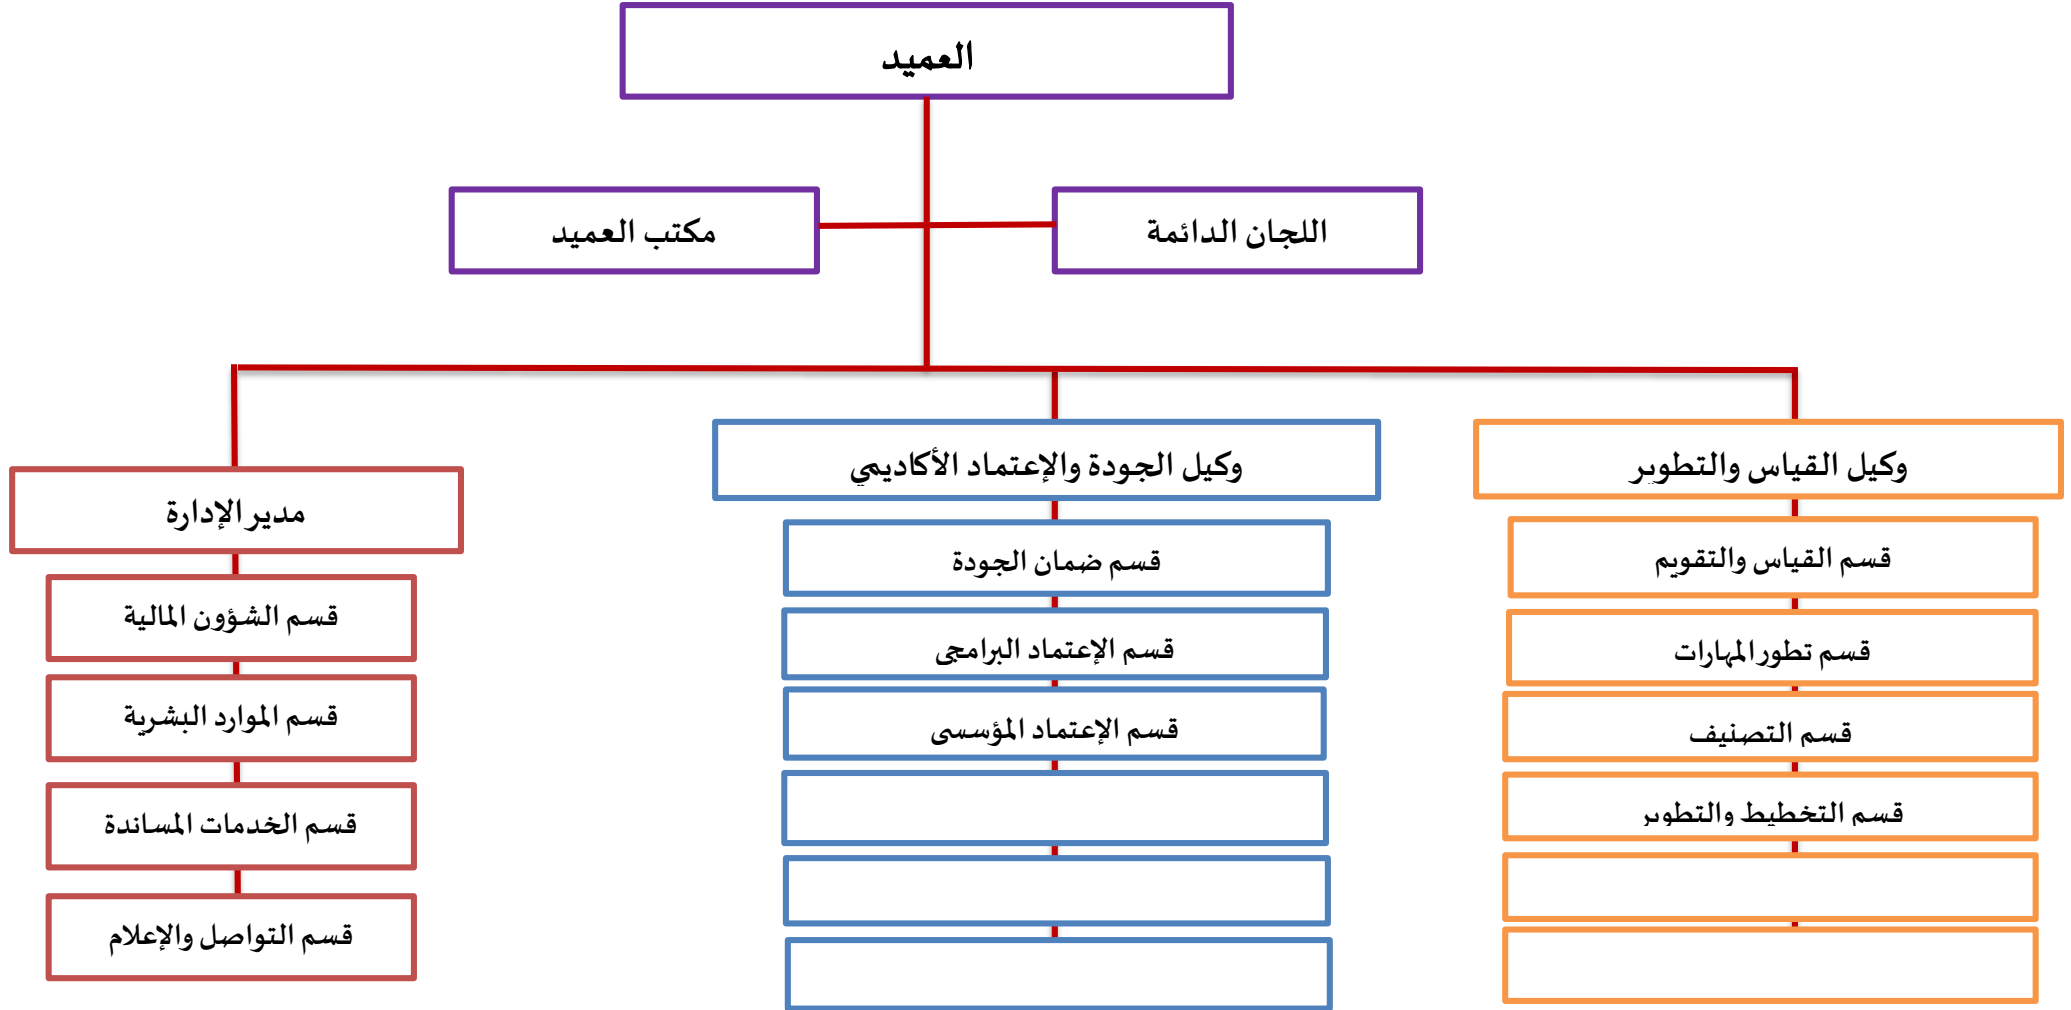 العميد
اللجان الدائمة
مكتب العميد
وكيل القياس والتطوير
قسم القياس والتقويم
قسم تطور المهارات
قسم التصنيف
قسم التخطيط والتطوير
وكيل الجودة والإعتماد الأكاديمي
قسم ضمان الجودة
قسم الإعتماد البرامجي
قسم الإعتماد المؤسسي
مدير الإدارة
قسم الشؤون المالية
قسم الموارد البشرية
قسم الخدمات المساندة
قسم التواصل والإعلام